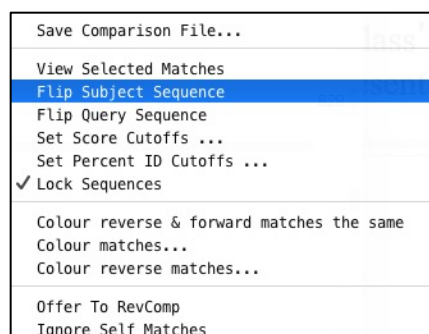 Save Comparison File...
View Selected Matches
Flip Subject Sequence
Flip Query Sequence
Set Score Cutoffs ...
Set Percent ID Cutoffs ...
✓ Lock Sequences
Colour reverse & forward matches the same
Colour matches...
Colour reverse matches...
Offer To RevComp
Ignore Self Matches